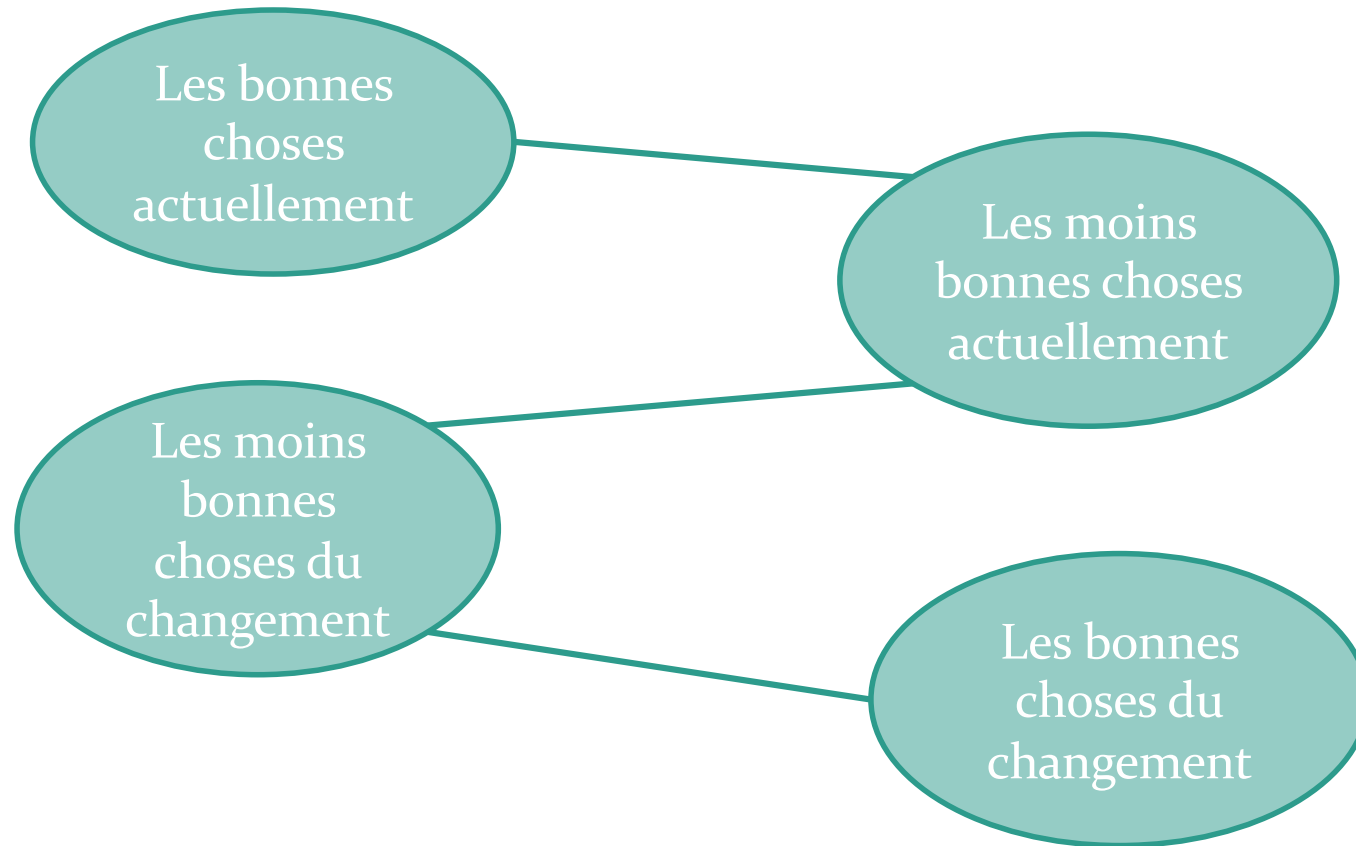 Les bonnes
choses
actuellement
Les moins
bonnes choses
actuellement
Les moins
bonnes
choses du
changement
Les bonnes
choses du
changement